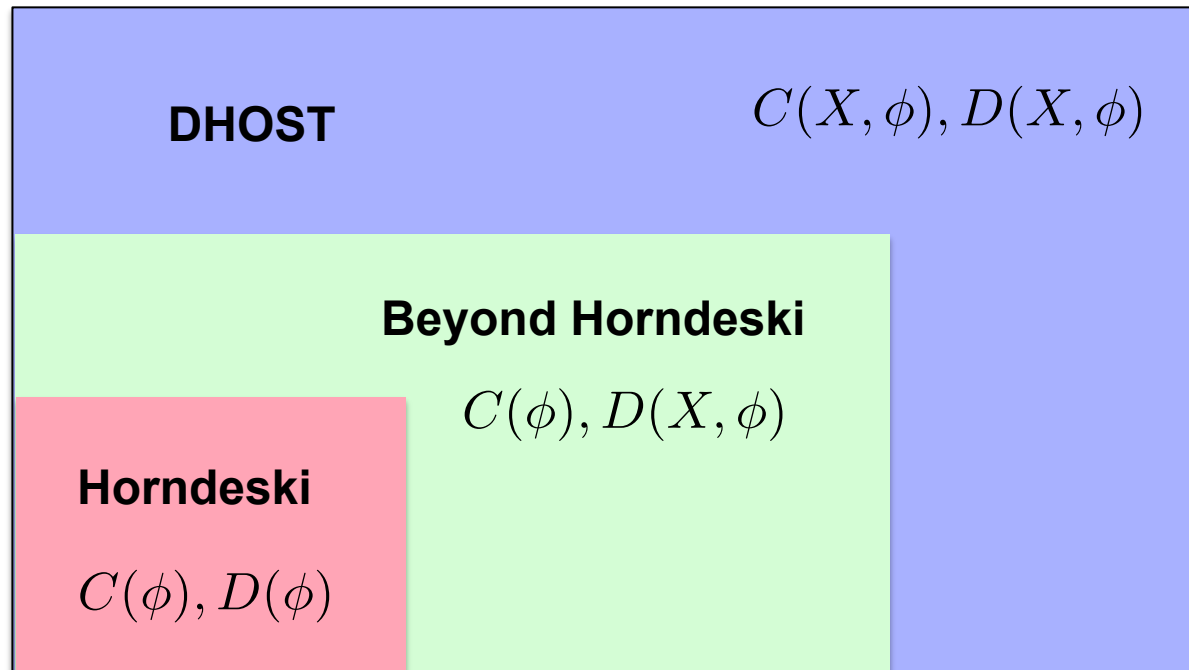 DHOST
C(X, ϕ), D(X, ϕ)
Beyond Horndeski
C(ϕ), D(X, ϕ)
Horndeski
C(ϕ), D(ϕ)